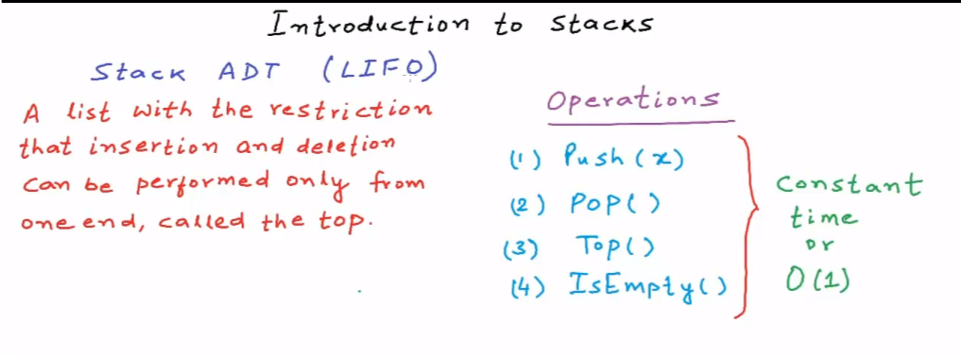 Introduction to stacks
Stack ADT (LIFO)
A list with the restriction
that insertion and deletion
can be performed only from
one end, called the top.
Operations
(1) Push(x)
(2) Pop()
(3) Top()
(4) IsEmpty()
Constant
time
or
O(1)